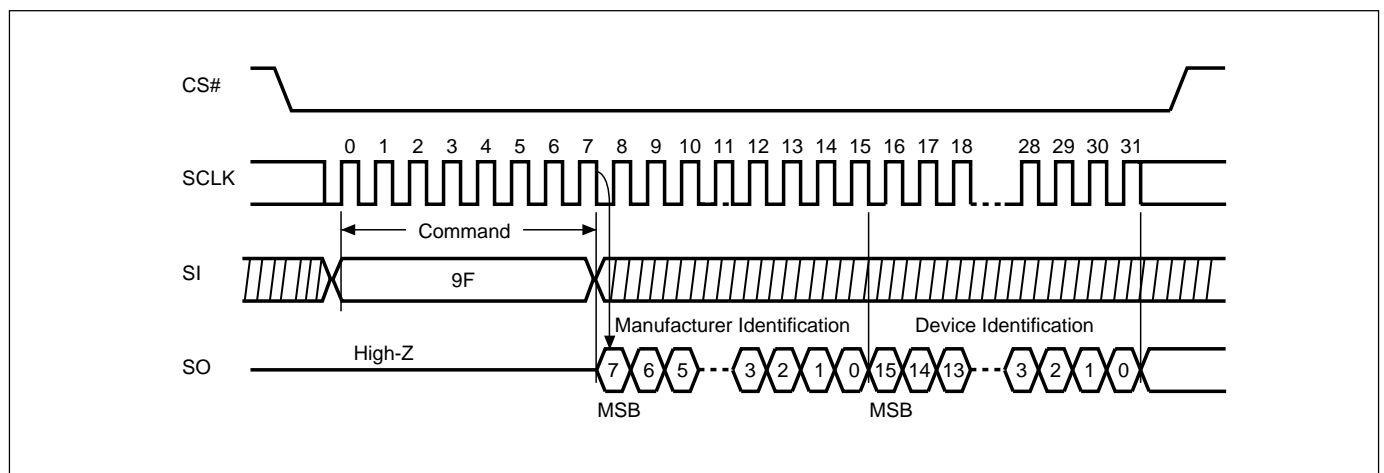 CS#
0 1 2 3 4 5 6 7 8 9 10 11 12 13 14 15 16 17 18 28 29 30 31
SCLK
Command
SI
9F
Manufacturer Identification Device Identification
High-Z
SO
7 6 5 3 2 1 0 15 14 13 3 2 1 0
MSB MSB